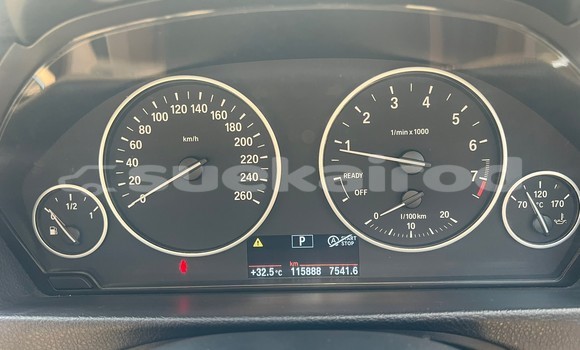 0
20
40
60
80
100
120
140
160
180
200
220
240
260
km/h
1
2
3
4
5
6
7
1/min x 1000
READY
OFF
0
10
20
l/100 km
0
1/2
1
70
120
170
°C
P
A START
STOP
km
+32.5°C 115888 7541.6
suekairod